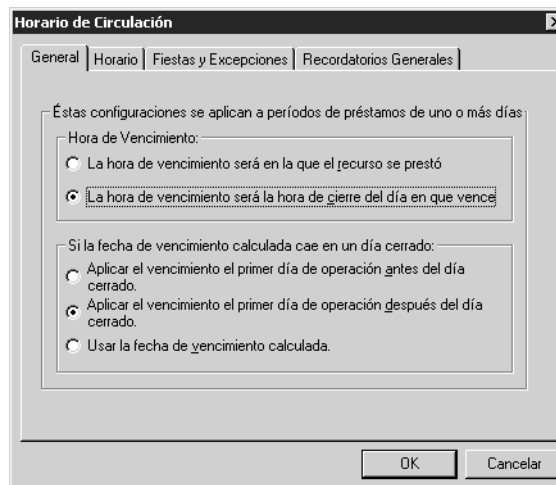 Horario de Circulación
General
Horario
Fiestas y Excepciones
Recordatorios Generales
Éstas configuraciones se aplican a períodos de préstamos de uno o más días
Hora de Vencimiento:
La hora de vencimiento será en la que el recurso se prestó
La hora de vencimiento será la hora de cierre del día en que vence
Si la fecha de vencimiento calculada cae en un día cerrado:
Aplicar el vencimiento el primer día de operación antes del día
cerrado.
Aplicar el vencimiento el primer día de operación después del día
cerrado.
Usar la fecha de vencimiento calculada.
OK
Cancelar